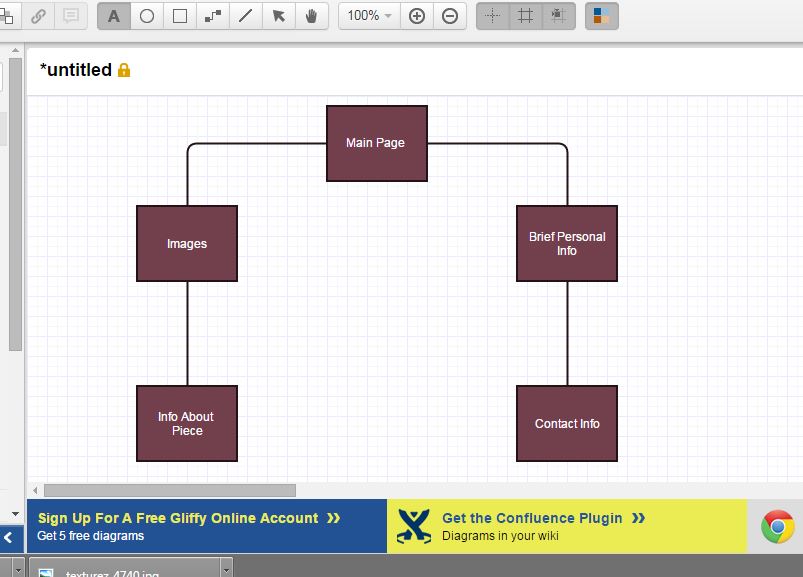 A
100%
*untitled
Main Page
Images
Brief Personal
Info
Info About
Piece
Contact Info
Sign Up For A Free Gliffy Online Account »
Get 5 free diagrams
Get the Confluence Plugin »
Diagrams in your wiki
texturez_4740.jpg